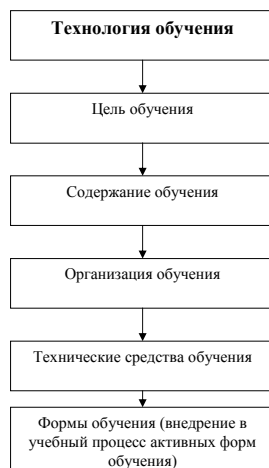 Технология обучения
Цель обучения
Содержание обучения
Организация обучения
Технические средства обучения
Формы обучения (внедрение в
учебный процесс активных форм
обучения)